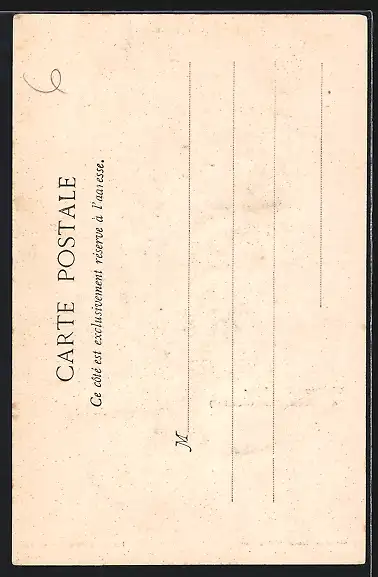 6
CARTE POSTALE
Ce côté est exclusivement réservé à l'adresse.
M